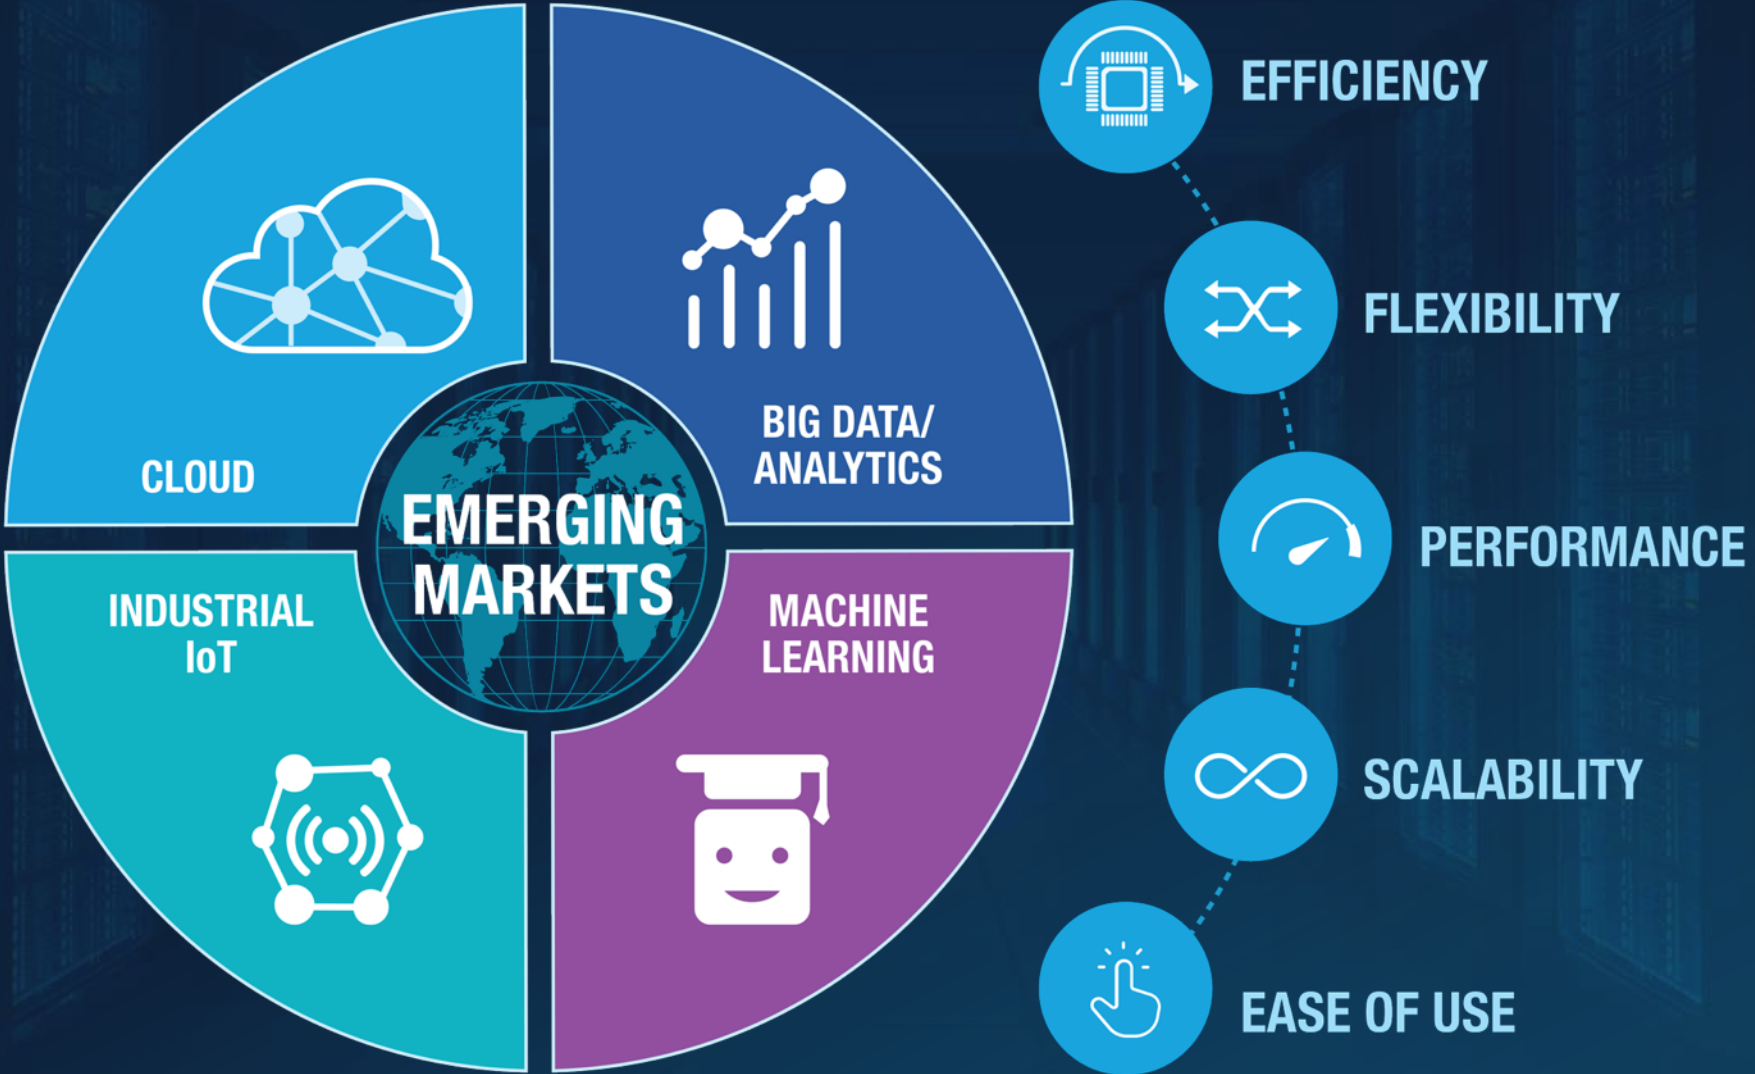 CLOUD
BIG DATA/
ANALYTICS
EMERGING
MARKETS
INDUSTRIAL
IoT
MACHINE
LEARNING
EFFICIENCY
FLEXIBILITY
PERFORMANCE
SCALABILITY
EASE OF USE